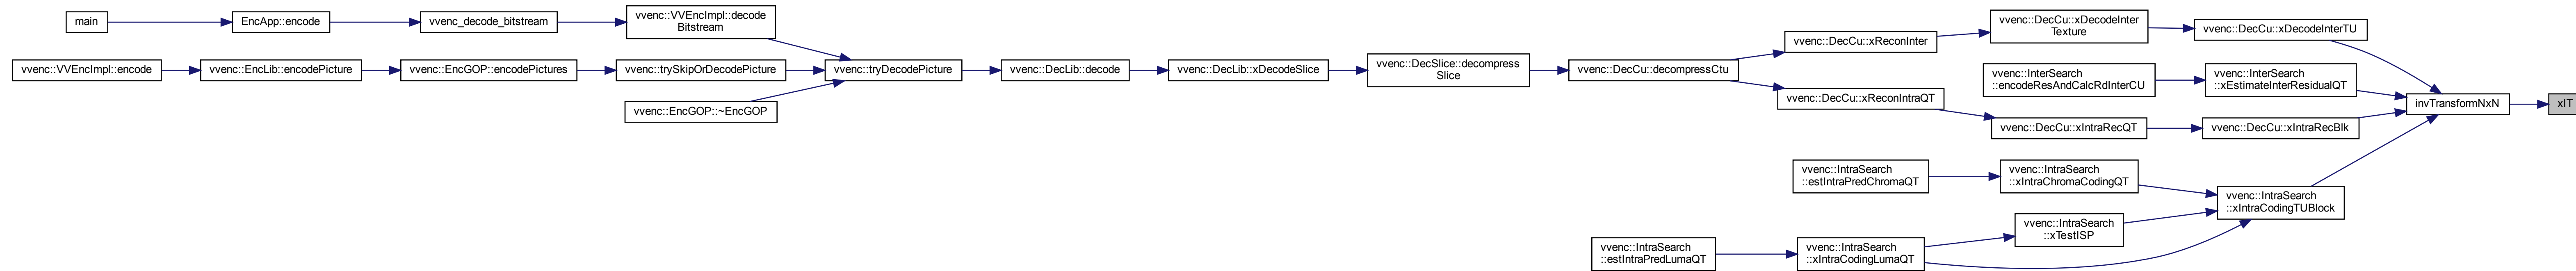 main
EncApp::encode
vvenc_decode_bitstream
vvenc::VVEncImpl::decode
Bitstream
vvenc::VVEncImpl::encode
vvenc::EncLib::encodePicture
vvenc::EncGOP::encodePictures
vvenc::trySkipOrDecodePicture
vvenc::EncGOP::~EncGOP
vvenc::tryDecodePicture
vvenc::DecLib::decode
vvenc::DecLib::xDecodeSlice
vvenc::DecSlice::decompress
Slice
vvenc::DecCu::decompressCtu
vvenc::DecCu::xReconInter
vvenc::DecCu::xDecodeInter
Texture
vvenc::DecCu::xDecodeInterTU
vvenc::InterSearch
::encodeResAndCalcRdInterCU
vvenc::InterSearch
::xEstimateInterResidualQT
vvenc::DecCu::xReconIntraQT
vvenc::DecCu::xIntraRecQT
vvenc::DecCu::xIntraRecBlk
invTransformNxN
xIT
vvenc::IntraSearch
::estIntraPredChromaQT
vvenc::IntraSearch
::xIntraChromaCodingQT
vvenc::IntraSearch
::xIntraCodingTUBlock
vvenc::IntraSearch
::xTestISP
vvenc::IntraSearch
::estIntraPredLumaQT
vvenc::IntraSearch
::xIntraCodingLumaQT